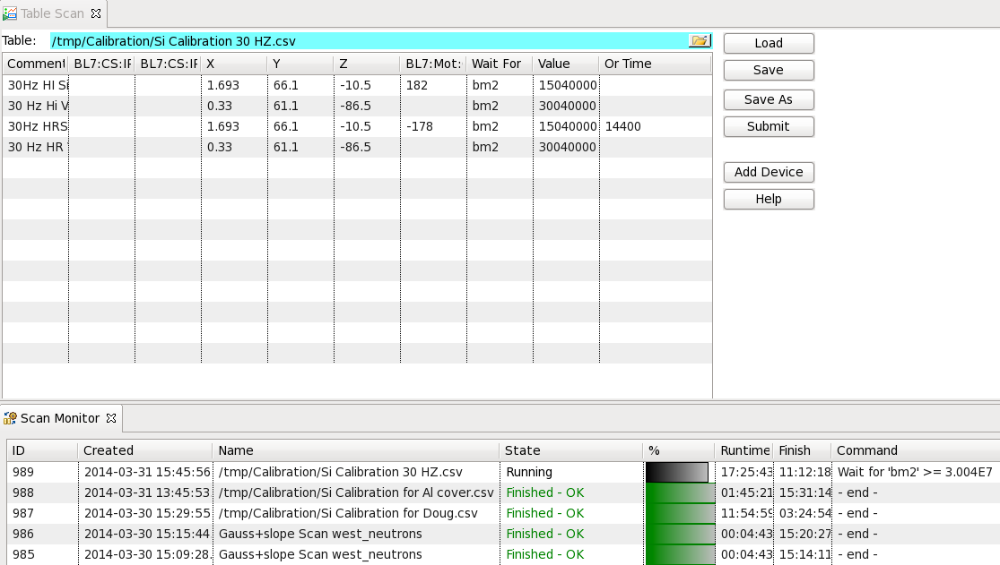 Table Scan
Table: /tmp/Calibration/Si Calibration 30 HZ.csv
Load
Save
Save As
Submit
Add Device
Help
Comment BL7:CS:IF BL7:CS:IF X Y Z BL7:Mot: Wait For Value Or Time
30Hz HI Si 1.693 66.1 -10.5 182 bm2 15040000
30 Hz Hi V 0.33 61.1 -86.5 bm2 30040000
30Hz HRS 1.693 66.1 -10.5 -178 bm2 15040000 14400
30 Hz HR 0.33 61.1 -86.5 bm2 30040000
Scan Monitor
ID Created Name State % Runtime Finish Command
989 2014-03-31 15:45:56 /tmp/Calibration/Si Calibration 30 HZ.csv Running 17:25:43 11:12:18 Wait for 'bm2' >= 3.004E7
988 2014-03-31 13:45:53 /tmp/Calibration/Si Calibration for Al cover.csv Finished - OK 01:45:21 15:31:14 - end -
987 2014-03-30 15:29:55 /tmp/Calibration/Si Calibration for Doug.csv Finished - OK 11:54:59 03:24:54 - end -
986 2014-03-30 15:15:44 Gauss+slope Scan west_neutrons Finished - OK 00:04:43 15:20:27 - end -
985 2014-03-30 15:09:28. Gauss+slope Scan west_neutrons Finished - OK 00:04:43 15:14:11 - end -